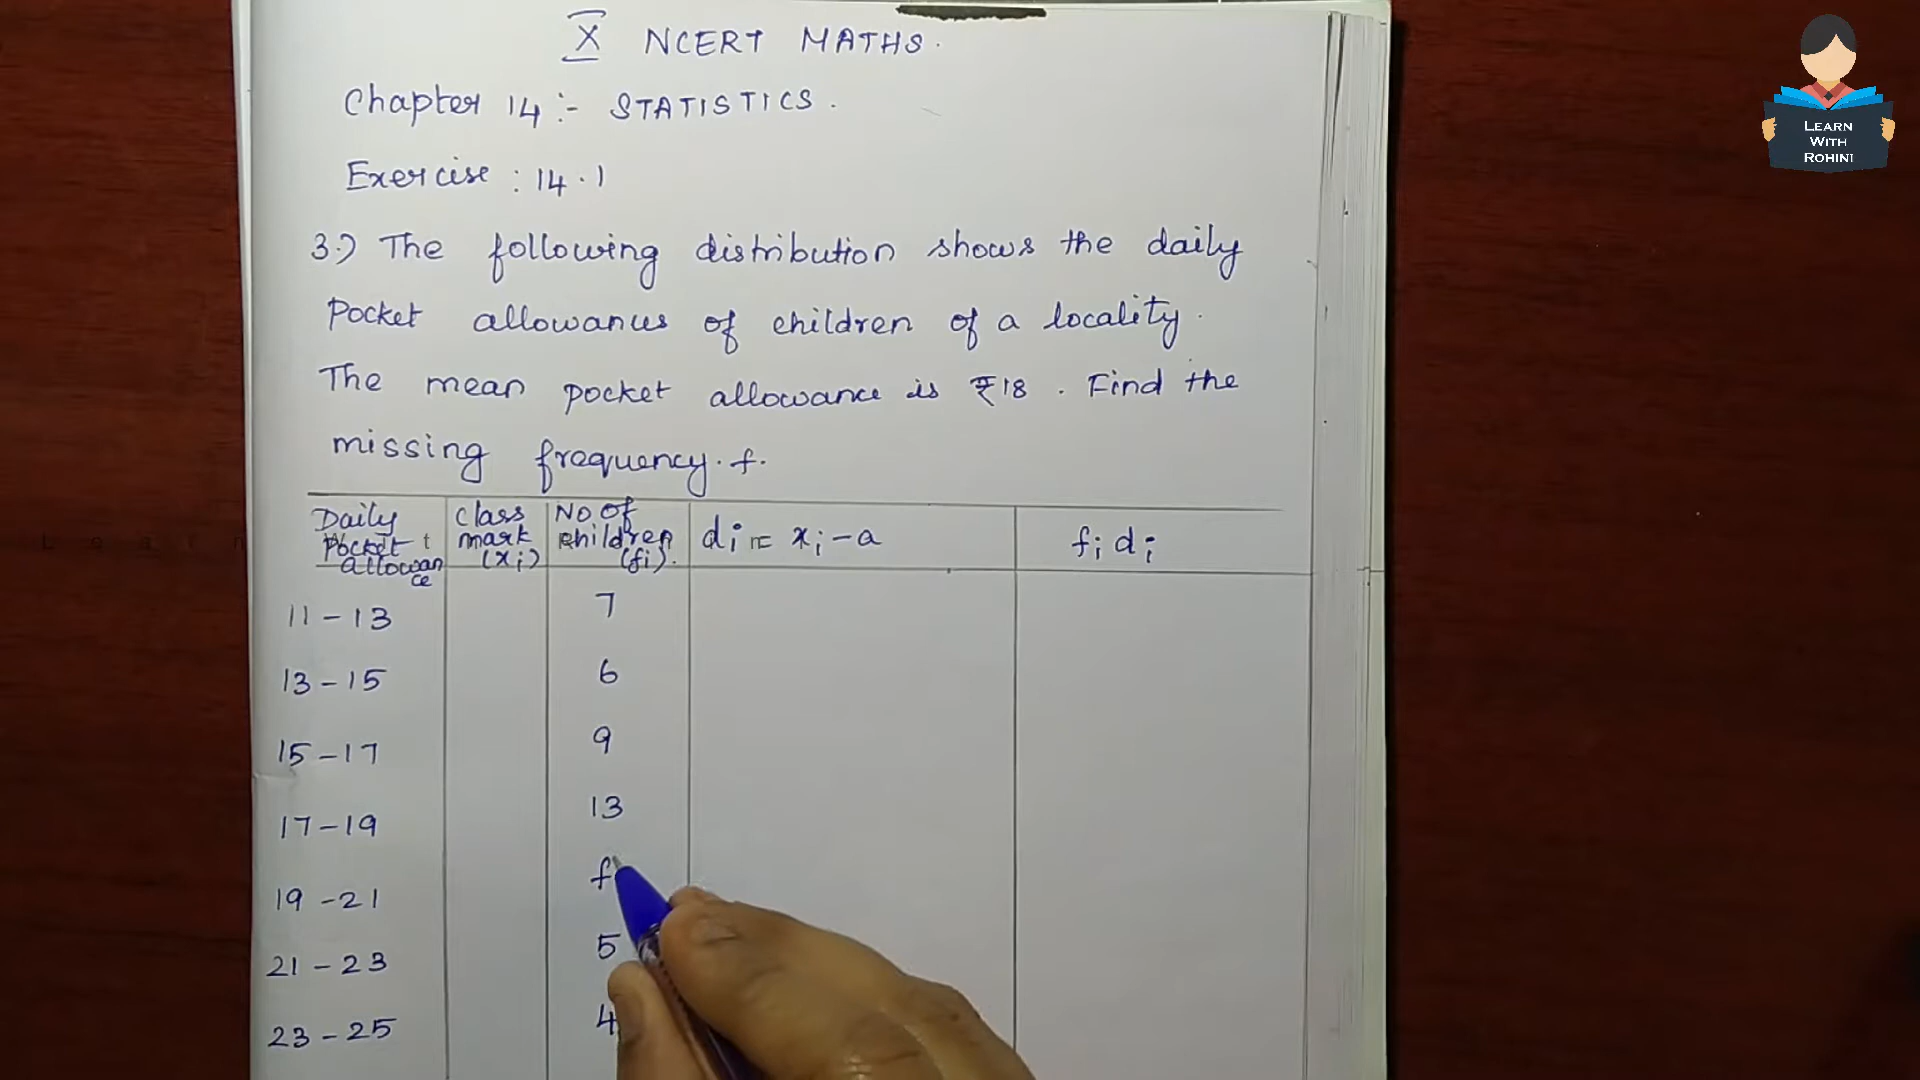 X NCERT MATHS.
Chapter 14 :- STATISTICS.
Exercise : 14.1
3.) The following distribution shows the daily
Pocket allowances of children of a locality.
The mean pocket allowance is ₹18. Find the
missing frequency. f.
Daily Pocket Allowance | Class mark (xi) | No of children (fi). | di = xi - a | fi di
11-13 7
13-15 6
15-17 9
17-19 13
19-21 f
21-23 5
23-25 4
LEARN
WITH
ROHINI